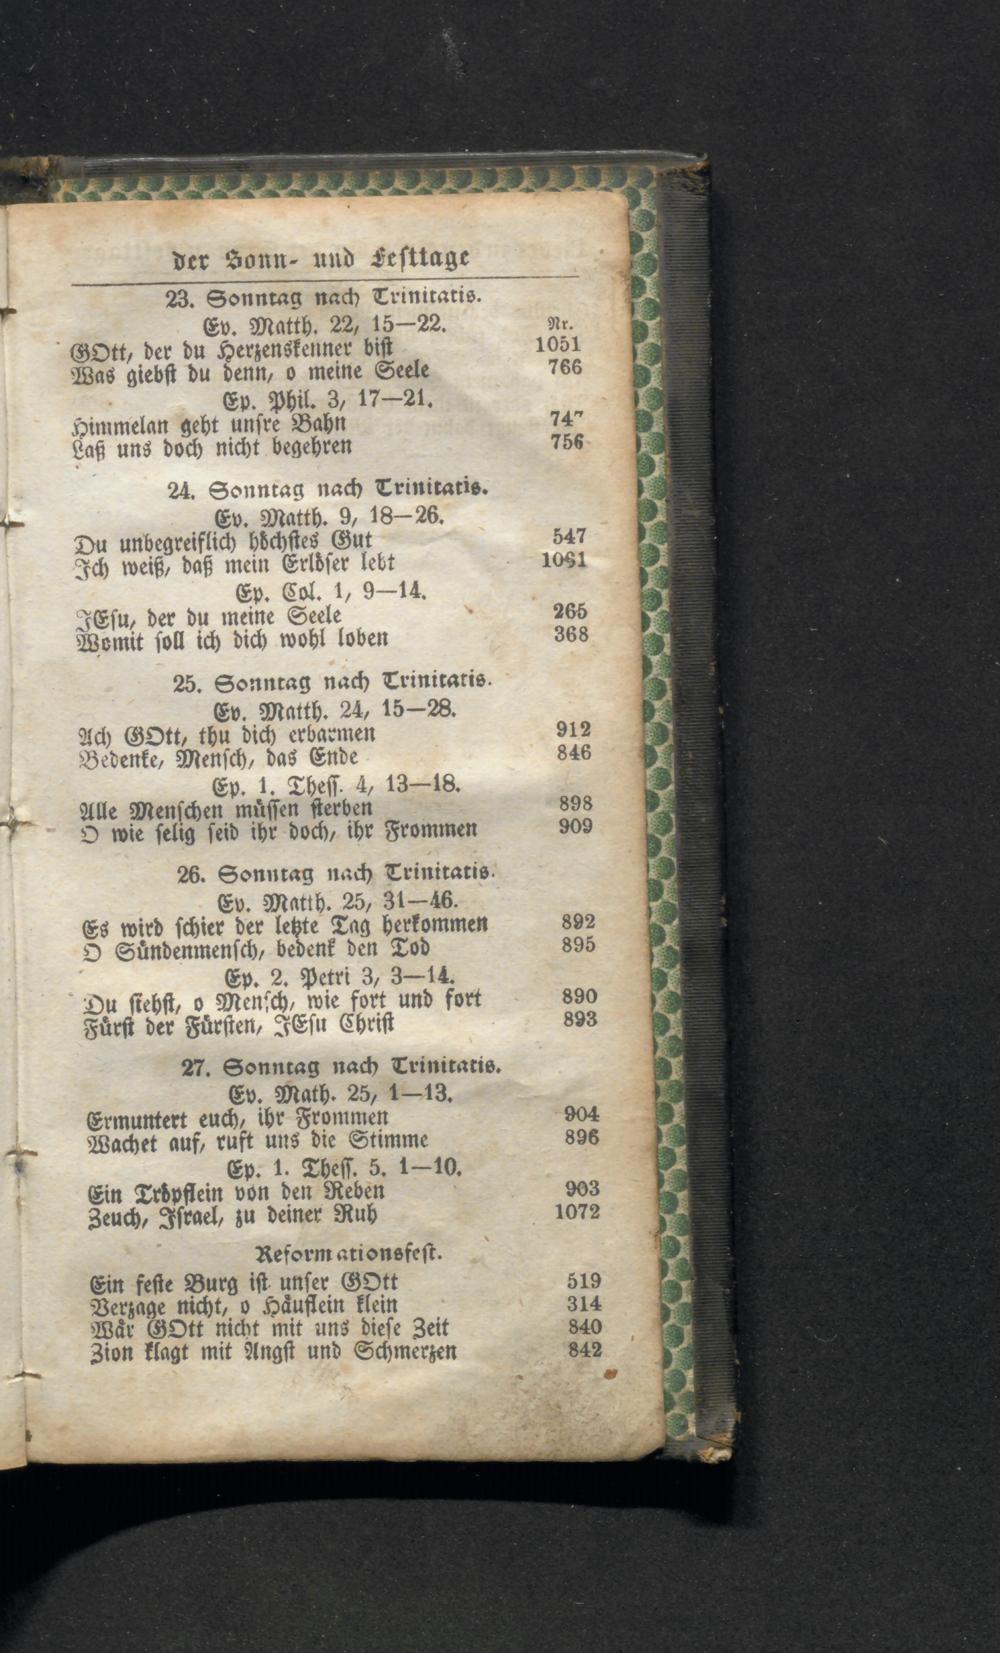 der Sonn- und Festtage
23. Sonntag nach Trinitatis.
Ev. Matth. 22, 15—22. Nr.
GOtt, der du Herzenskenner bist 1051
Was giebst du denn, o meine Seele 766
Ep. Phil. 3, 17—21.
Himmelan geht unsre Bahn 747
Laß uns doch nicht begehren 756
24. Sonntag nach Trinitatis.
Ev. Matth. 9, 18—26.
Du unbegreiflich höchstes Gut 547
Ich weiß, daß mein Erlöser lebt 1061
Ep. Col. 1, 9—14.
JEsu, der du meine Seele 265
Womit soll ich dich wohl loben 368
25. Sonntag nach Trinitatis.
Ev. Matth. 24, 15—28.
Ach GOtt, thu dich erbarmen 912
Bedenke, Mensch, das Ende 846
Ep. 1. Thess. 4, 13—18.
Alle Menschen müssen sterben 898
O wie selig seid ihr doch, ihr Frommen 909
26. Sonntag nach Trinitatis.
Ev. Matth. 25, 31—46.
Es wird schier der letzte Tag herkommen 892
O Sündenmensch, bedenk den Tod 895
Ep. 2. Petri 3, 3—14.
Du siehst, o Mensch, wie fort und fort 890
Fürst der Fürsten, JEsu Christ 893
27. Sonntag nach Trinitatis.
Ev. Math. 25, 1—13.
Ermuntert euch, ihr Frommen 904
Wachet auf, ruft uns die Stimme 896
Ep. 1. Thess. 5. 1—10.
Ein Tröpflein von den Reben 903
Zeuch, Israel, zu deiner Ruh 1072
Reformationsfest.
Ein feste Burg ist unser GOtt 519
Verzage nicht, o Häuflein klein 314
Wär GOtt nicht mit uns diese Zeit 840
Zion klagt mit Angst und Schmerzen 842